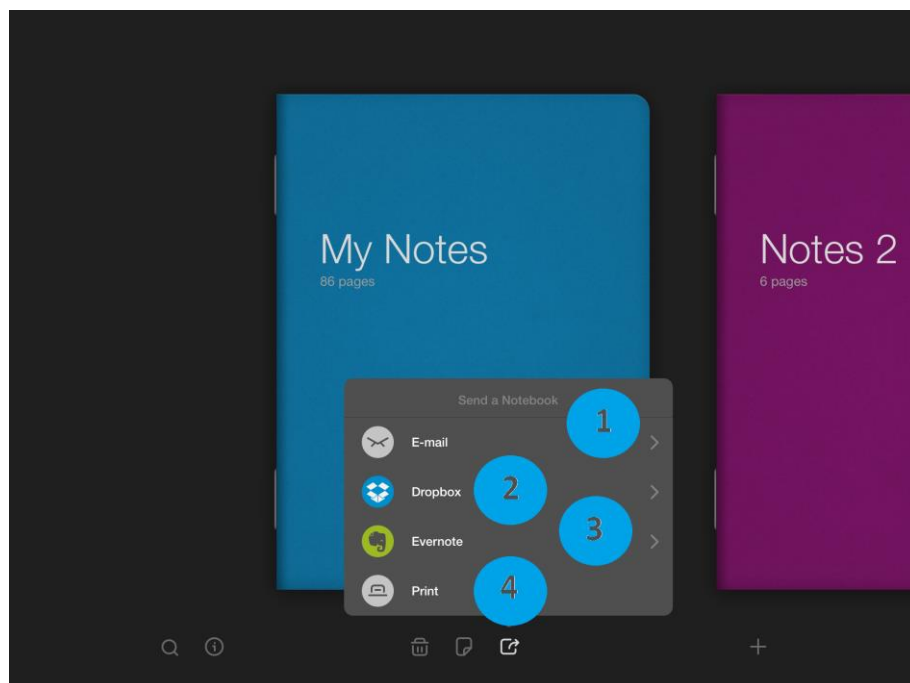 My Notes
86 pages
Notes 2
6 pages
Send a Notebook
1
E-mail
2
Dropbox
3
Evernote
4
Print